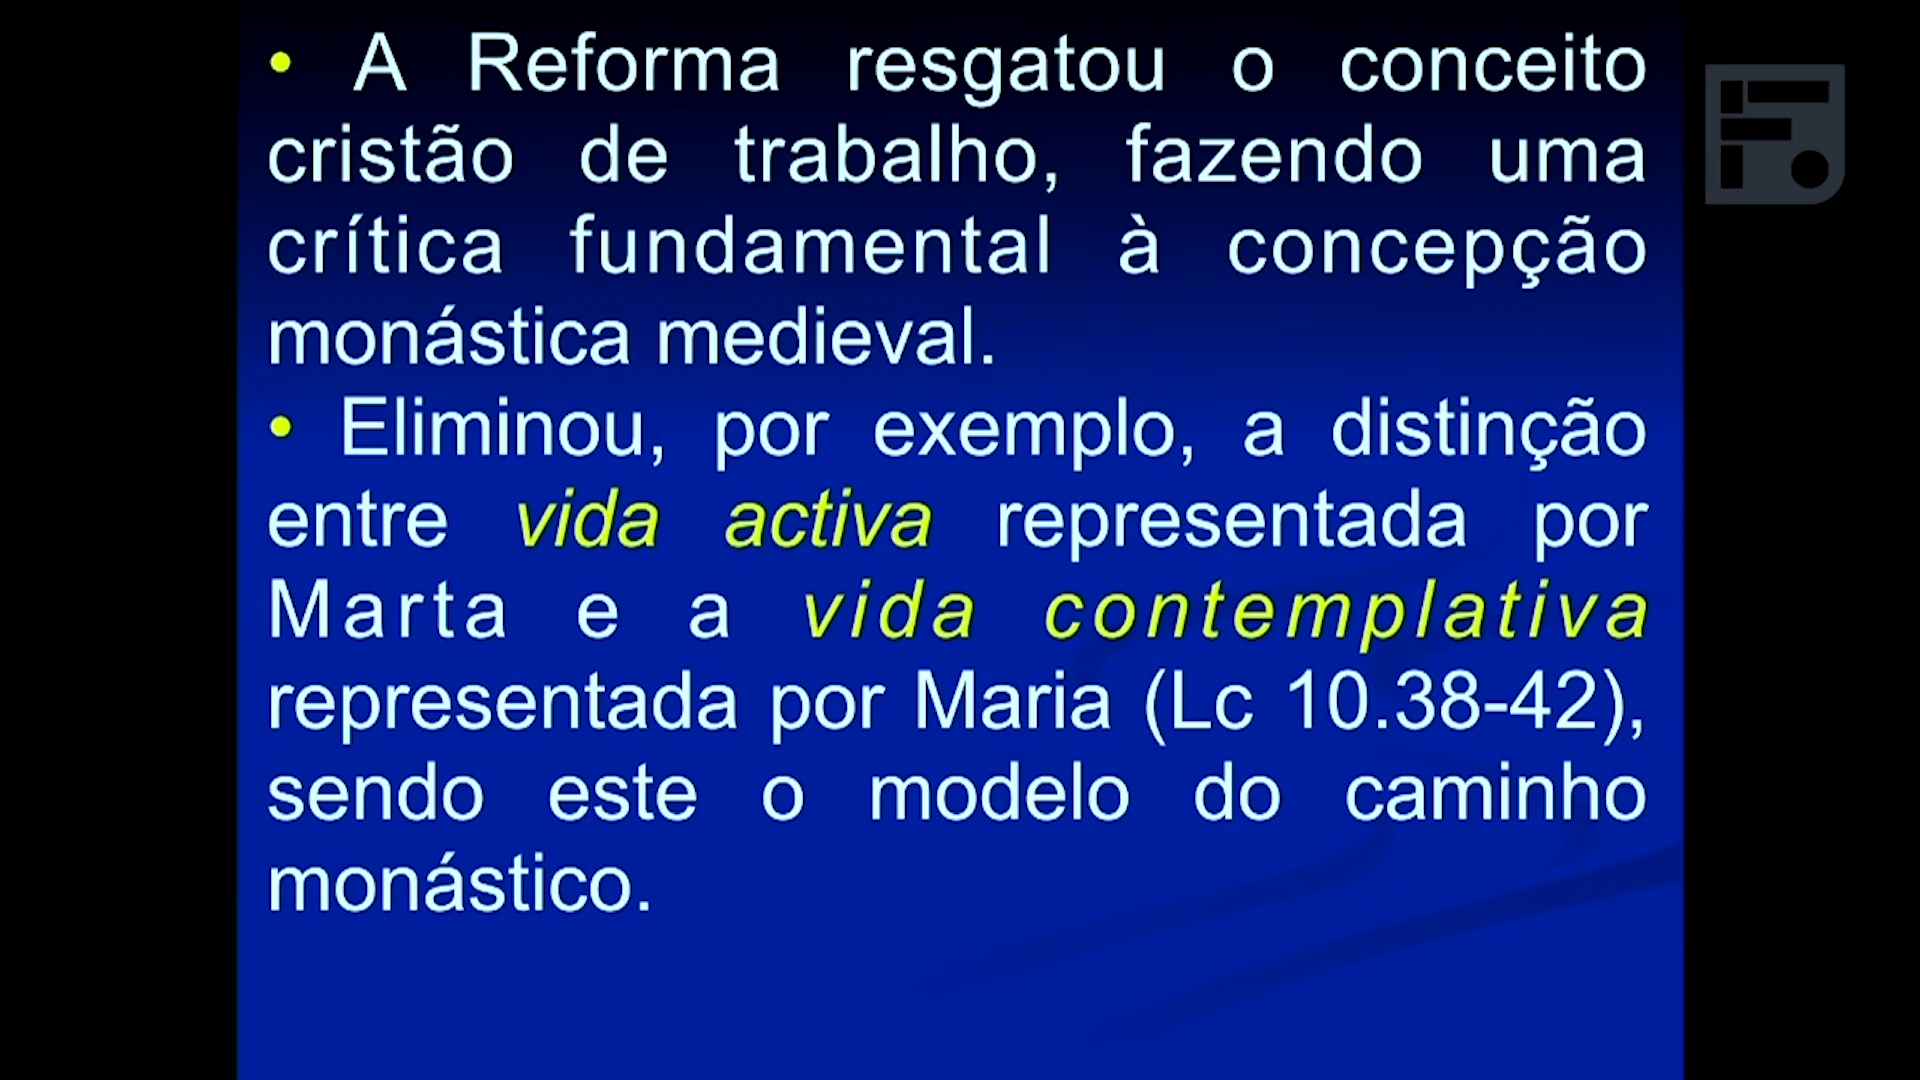 • A Reforma resgatou o conceito
cristão de trabalho, fazendo uma
crítica fundamental à concepção
monástica medieval.
• Eliminou, por exemplo, a distinção
entre vida activa representada por
Marta e a vida contemplativa
representada por Maria (Lc 10.38-42),
sendo este o modelo do caminho
monástico.